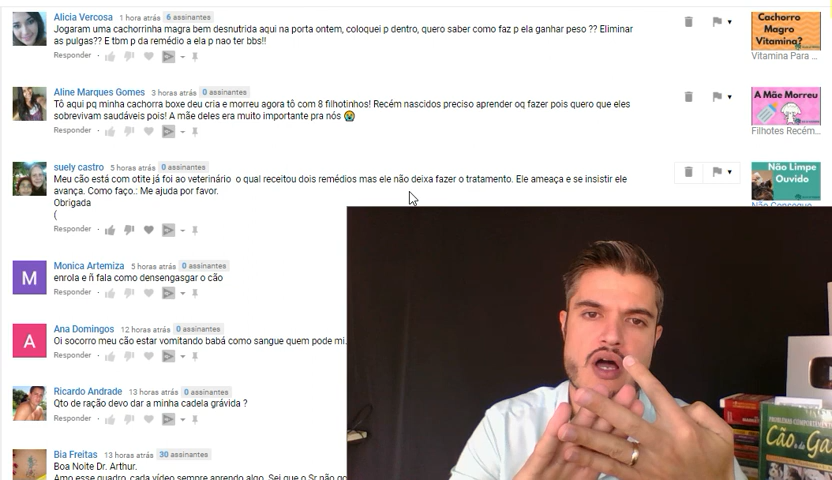 Alicia Vercosa 1 hora atrás 6 assinantes
Jogaram uma cachorrinha magra bem desnutrida aqui na porta ontem, coloquei p dentro, quero saber como faz p ela ganhar peso ?? Eliminar
as pulgas?? E tbm p da remédio a ela p nao ter bbs!!
Responder
Cachorro
Magro
Vitamina?
Vitamina Para ...
Aline Marques Gomes 3 horas atrás 0 assinantes
Tô aqui pq minha cachorra boxe deu cria e morreu agora tô com 8 filhotinhos! Recém nascidos preciso aprender oq fazer pois quero que eles
sobrevivam saudáveis pois! A mãe deles era muito importante pra nós 😭
Responder
A Mãe Morreu
Filhotes Recém...
suely castro 5 horas atrás 0 assinantes
Meu cão está com otite já foi ao veterinário o qual receitou dois remédios mas ele não deixa fazer o tratamento. Ele ameaça e se insistir ele
avança. Como faço.: Me ajuda por favor.
Obrigada
(
Responder
Não Limpe
Ouvido
Monica Artemiza 5 horas atrás 0 assinantes
enrola e ñ fala como densengasgar o cão
Responder
M
Ana Domingos 12 horas atrás 0 assinantes
Oi socorro meu cão estar vomitando babá como sangue quem pode mi.
Responder
A
Ricardo Andrade 13 horas atrás 0 assinantes
Qto de ração devo dar a minha cadela grávida ?
Responder
Bia Freitas 13 horas atrás 30 assinantes
Boa Noite Dr. Arthur.
Amo esse quadro, cada vídeo sempre aprendo algo. Sei que o Sr não
Cão